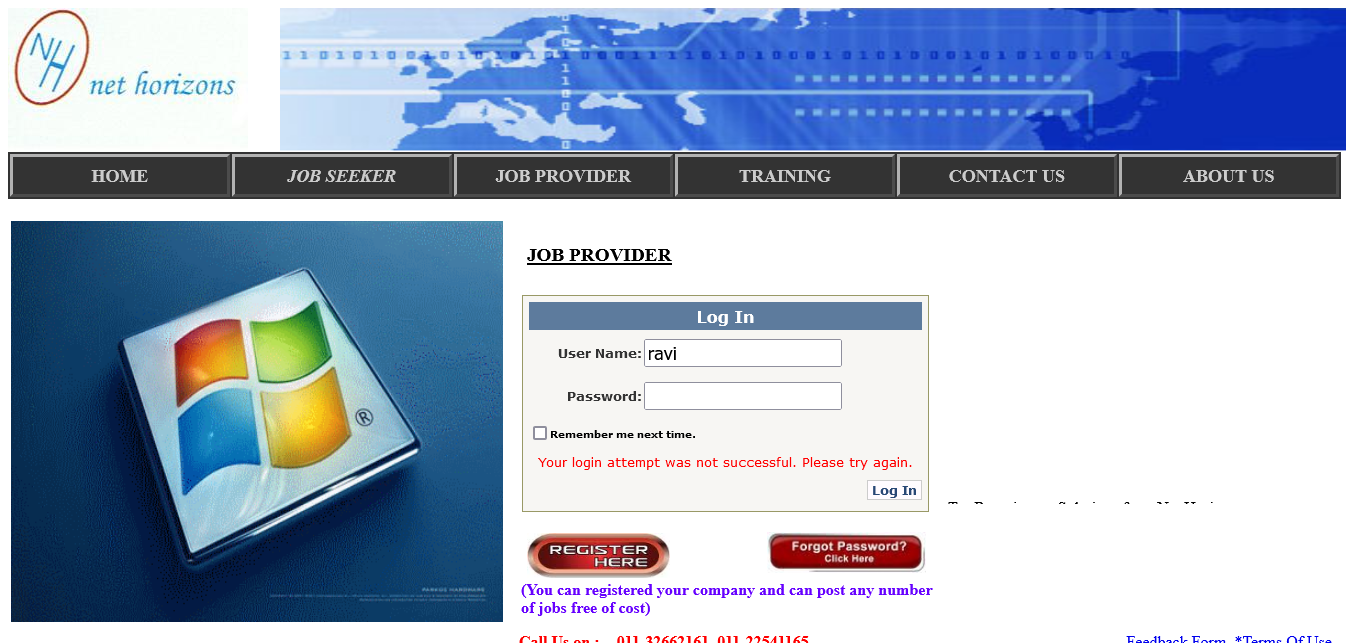 NH net horizons
HOME JOB SEEKER JOB PROVIDER TRAINING CONTACT US ABOUT US
JOB PROVIDER
Log In
User Name: ravi
Password:
Remember me next time.
Your login attempt was not successful. Please try again.
Log In
®
REGISTER HERE
Forgot Password?
Click Here
(You can registered your company and can post any number
of jobs free of cost)
Call Us on : 011-32662161, 011-22541165
Feedback Form *Terms Of Use